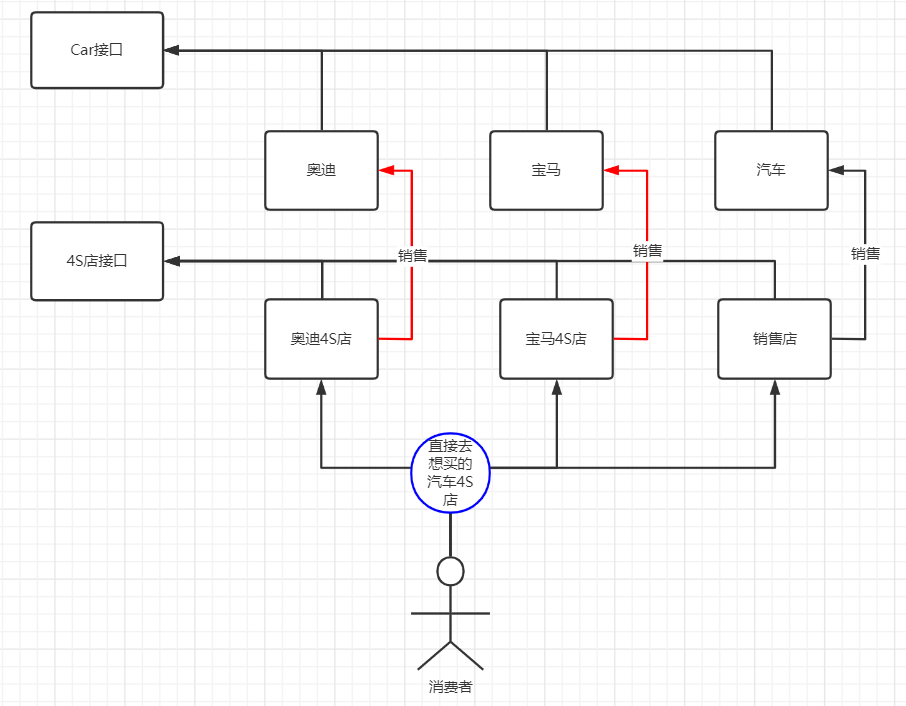 Car接口
奥迪
宝马
汽车
4S店接口
销售
销售
销售
奥迪4S店
宝马4S店
销售店
直接去
想买的
汽车4S
店
消费者